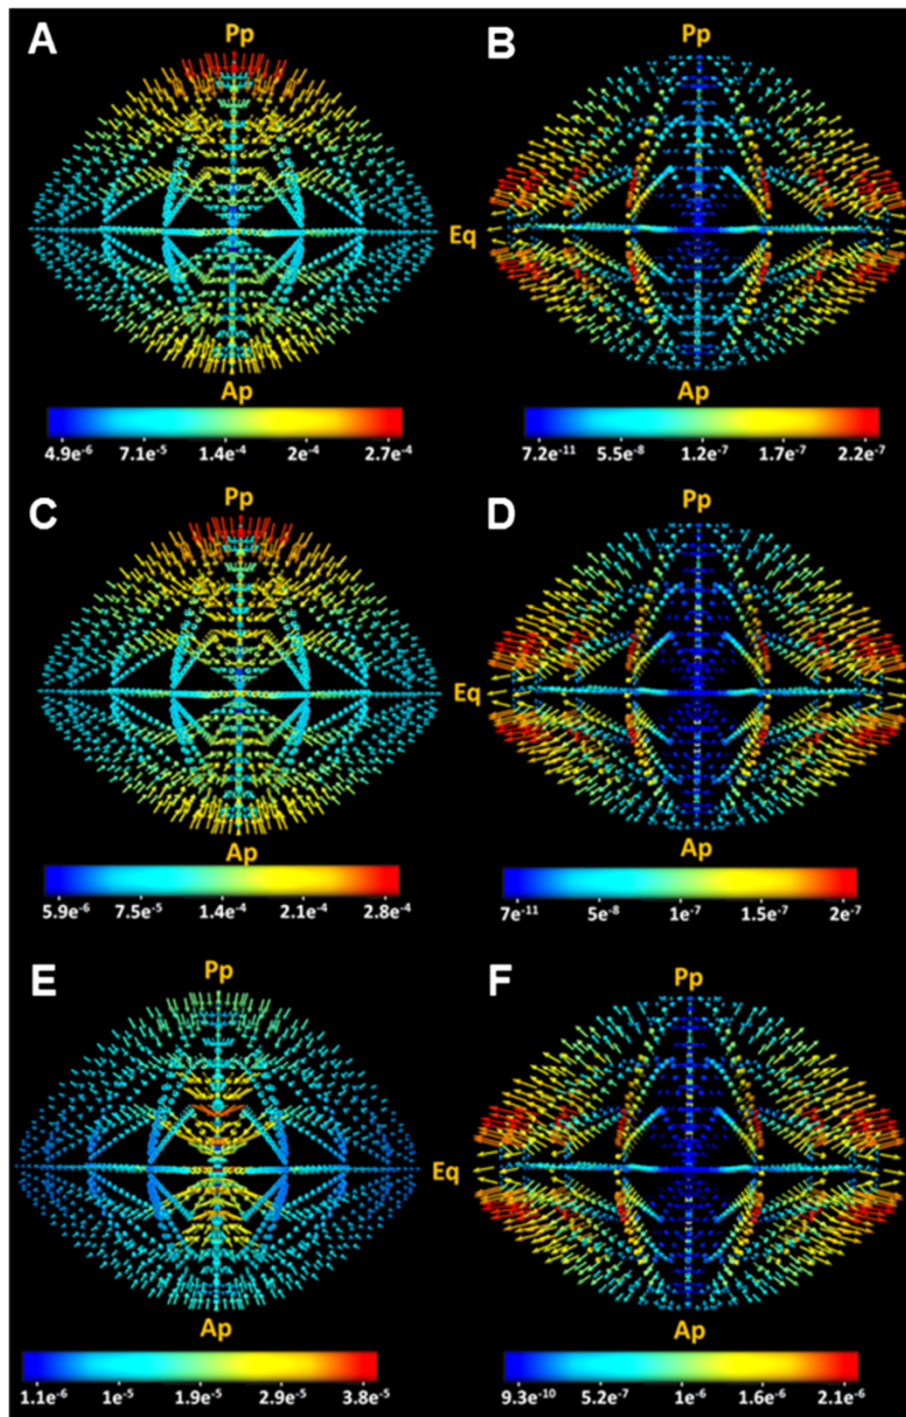 A B
Pp Pp
Eq
Ap Ap
4.9e-6 7.1e-5 1.4e-4 2e-4 2.7e-4
7.2e-11 5.5e-8 1.2e-7 1.7e-7 2.2e-7
C D
Pp Pp
Eq
Ap Ap
5.9e-6 7.5e-5 1.4e-4 2.1e-4 2.8e-4
7e-11 5e-8 1e-7 1.5e-7 2e-7
E F
Pp Pp
Eq
Ap Ap
1.1e-6 1e-5 1.9e-5 2.9e-5 3.8e-5
9.3e-10 5.2e-7 1e-6 1.6e-6 2.1e-6